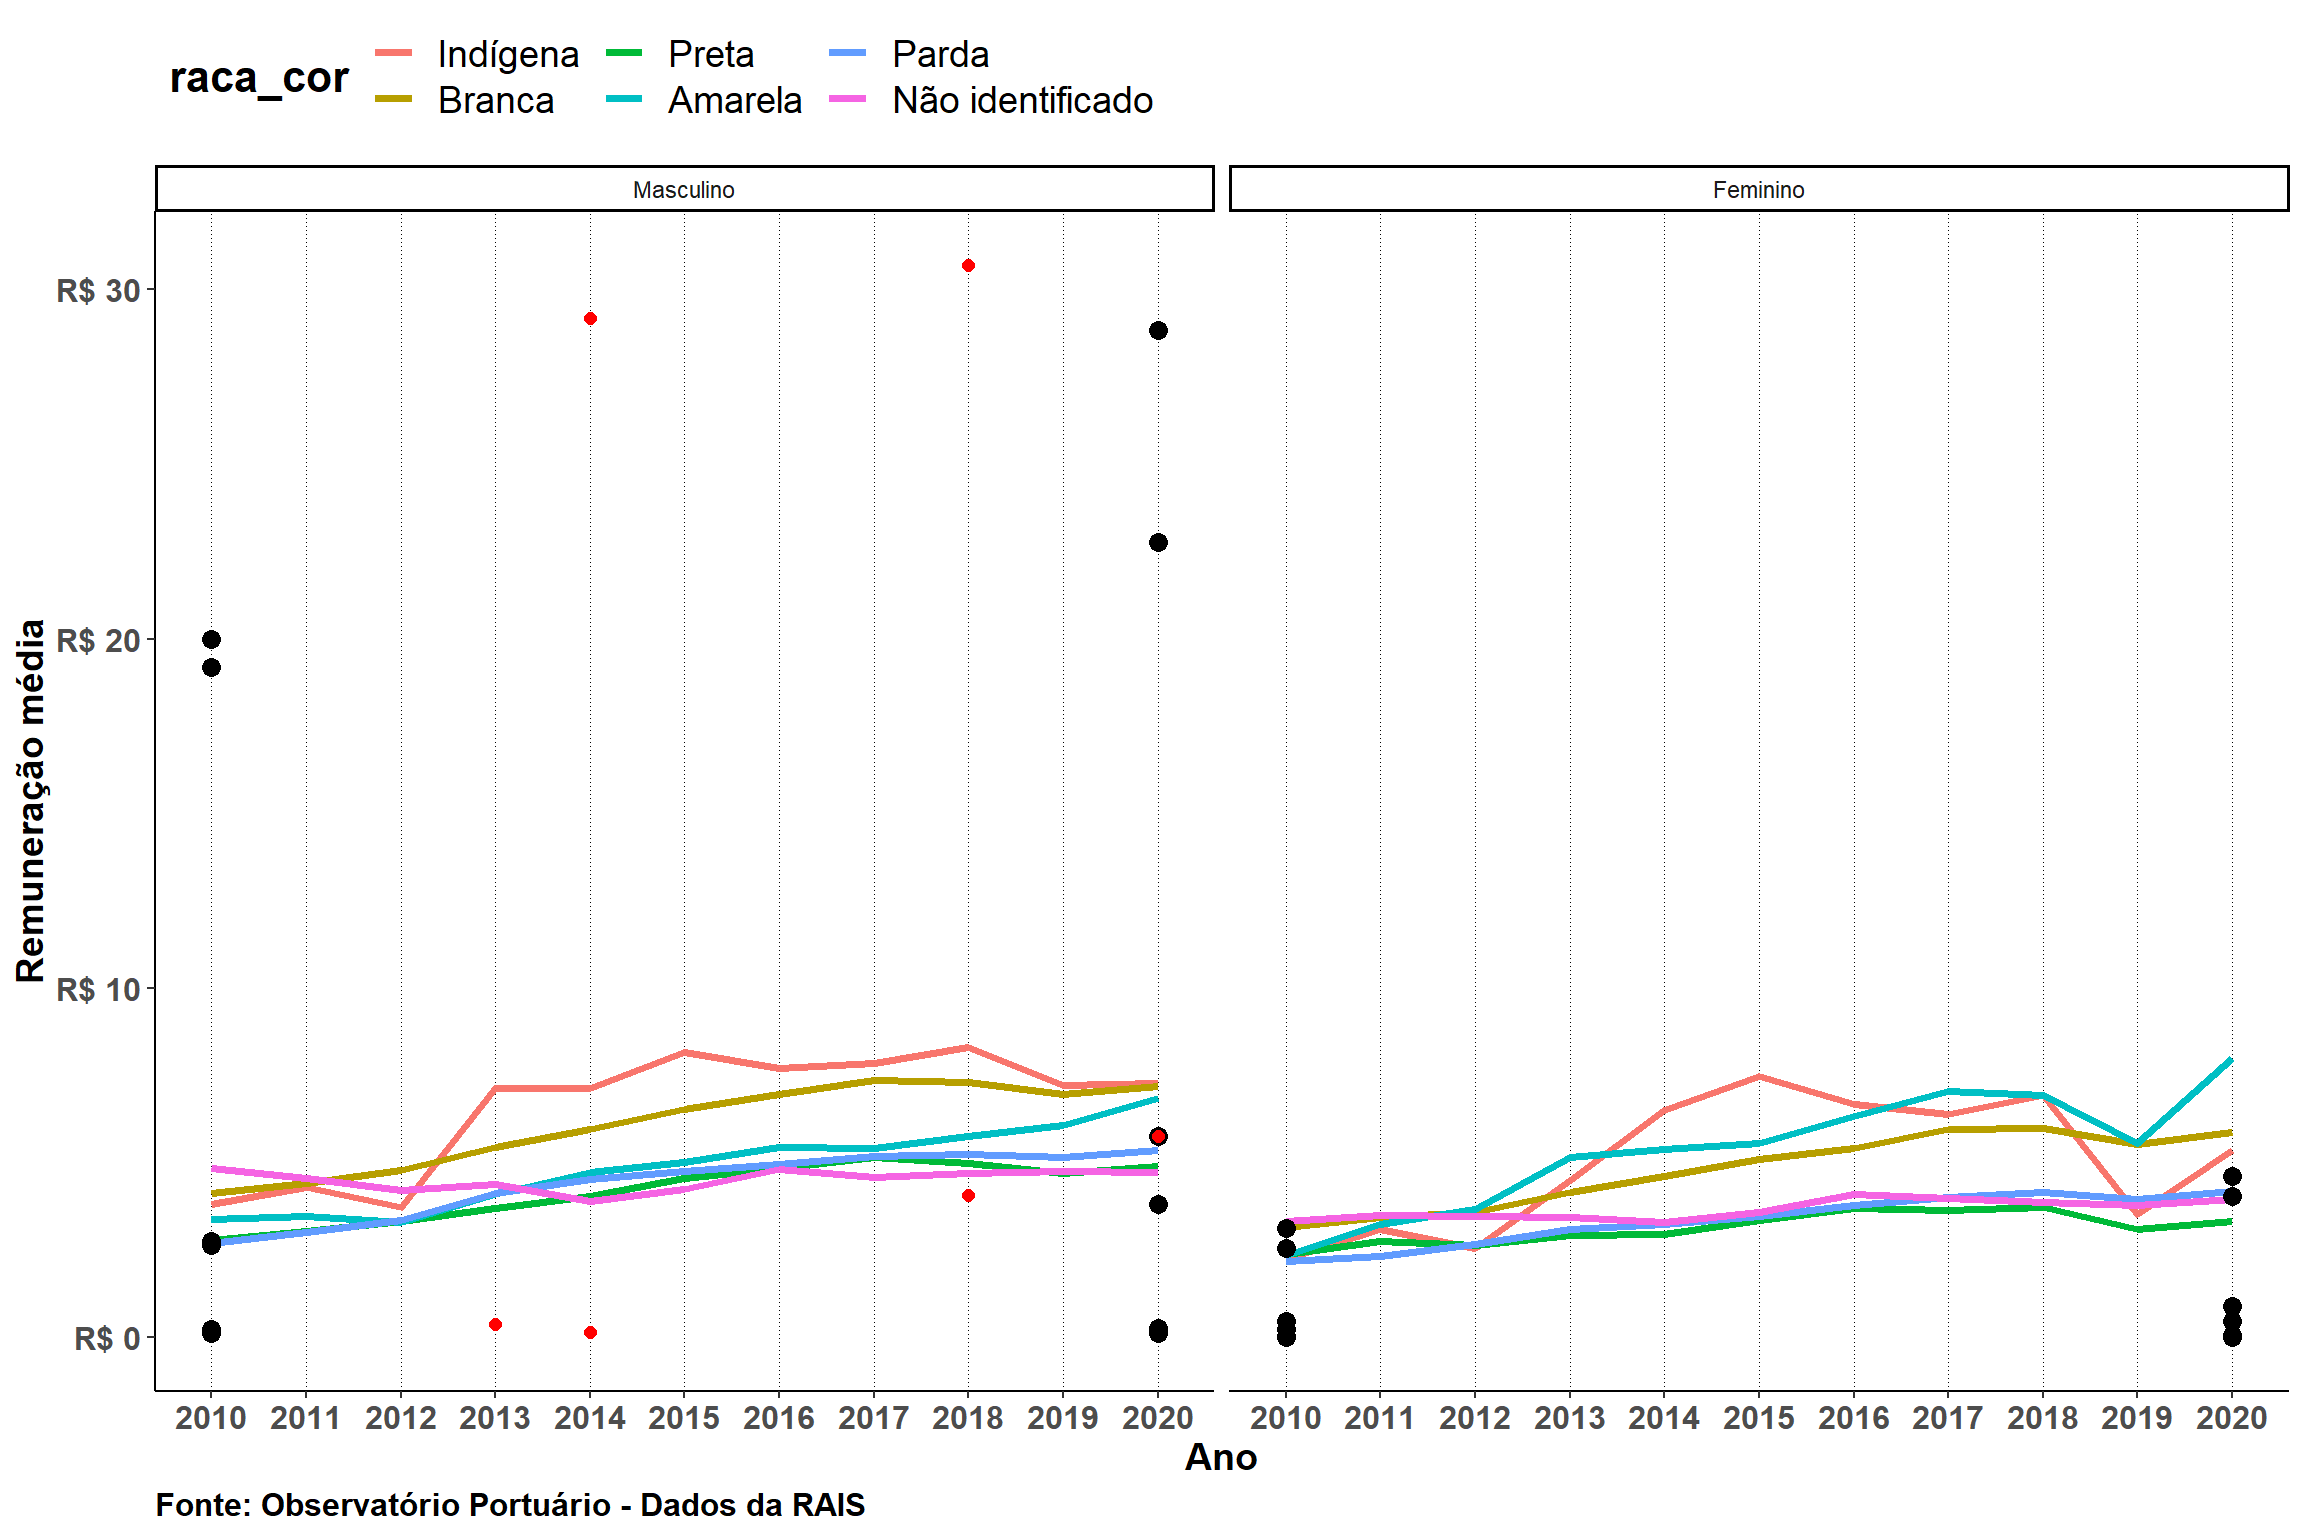 raca_cor
Indígena Preta Parda
Branca Amarela Não identificado
Masculino Feminino
R$ 30
R$ 20
R$ 10
R$ 0
Remuneração média
2010 2011 2012 2013 2014 2015 2016 2017 2018 2019 2020 2010 2011 2012 2013 2014 2015 2016 2017 2018 2019 2020
Ano
Fonte: Observatório Portuário - Dados da RAIS